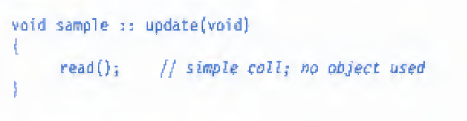 void sample :: update(void)
{
read(); // simple call; no object used
}